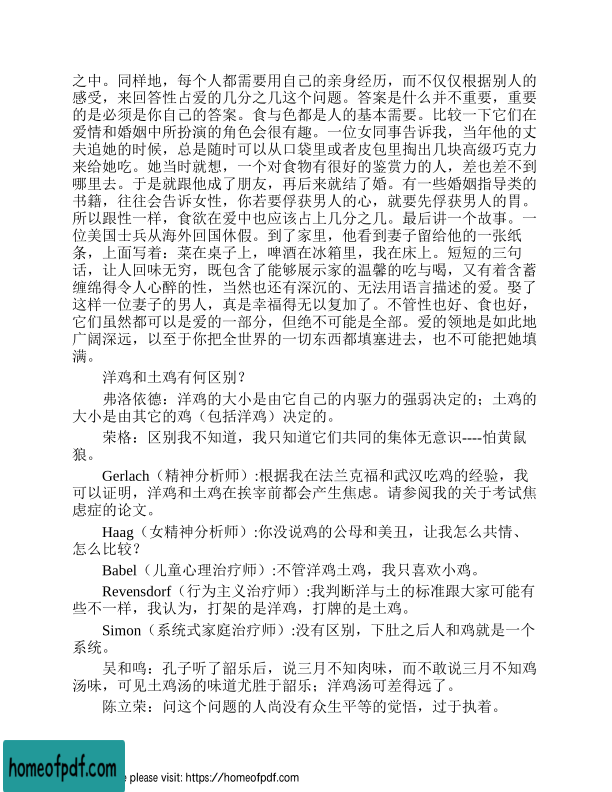 之中。同样地，每个人都需要用自己的亲身经历，而不仅仅根据别人的
感受，来回答性占爱的几分之几这个问题。答案是什么并不重要，重要
的是必须是你自己的答案。食与色都是人的基本需要。比较一下它们在
爱情和婚姻中所扮演的角色会很有趣。一位女同事告诉我，当年他的丈
夫追她的时候，总是随时可以从口袋里或者皮包里掏出几块高级巧克力
来给她吃。她当时就想，一个对食物有很好的鉴赏力的人，差也差不到
哪里去。于是就跟他成了朋友，再后来就结了婚。有一些婚姻指导类的
书籍，往往会告诉女性，你若要俘获男人的心，就要先俘获男人的胃。
所以跟性一样，食欲在爱中也应该占上几分之几。最后讲一个故事。一
位美国士兵从海外回国休假。到了家里，他看到妻子留给他的一张纸
条，上面写着：菜在桌子上，啤酒在冰箱里，我在床上。短短的三句
话，让人回味无穷，既包含了能够展示家的温馨的吃与喝，又有着含蓄
缠绵得令人心醉的性，当然也还有深沉的、无法用语言描述的爱。娶了
这样一位妻子的男人，真是幸福得无以复加了。不管性也好、食也好，
它们虽然都可以是爱的一部分，但绝不可能是全部。爱的领地是如此地
广阔深远，以至于你把全世界的一切东西都填塞进去，也不可能把她填
满。
洋鸡和土鸡有何区别？
弗洛依德：洋鸡的大小是由它自己的内驱力的强弱决定的；土鸡的
大小是由其它的鸡（包括洋鸡）决定的。
荣格：区别我不知道，我只知道它们共同的集体无意识----怕黄鼠
狼。
Gerlach（精神分析师）:根据我在法兰克福和武汉吃鸡的经验，我
可以证明，洋鸡和土鸡在挨宰前都会产生焦虑。请参阅我的关于考试焦
虑症的论文。
Haag（女精神分析师）:你没说鸡的公母和美丑，让我怎么共情、
怎么比较？
Babel（儿童心理治疗师）:不管洋鸡土鸡，我只喜欢小鸡。
Revensdorf（行为主义治疗师）:我判断洋与土的标准跟大家可能有
些不一样，我认为，打架的是洋鸡，打牌的是土鸡。
Simon（系统式家庭治疗师）:没有区别，下肚之后人和鸡就是一个
系统。
吴和鸣：孔子听了韶乐后，说三月不知肉味，而不敢说三月不知鸡
汤味，可见土鸡汤的味道尤胜于韶乐；洋鸡汤可差得远了。
陈立荣：问这个问题的人尚没有众生平等的觉悟，过于执着。
homeofpdf.com
e please visit: https://homeofpdf.com